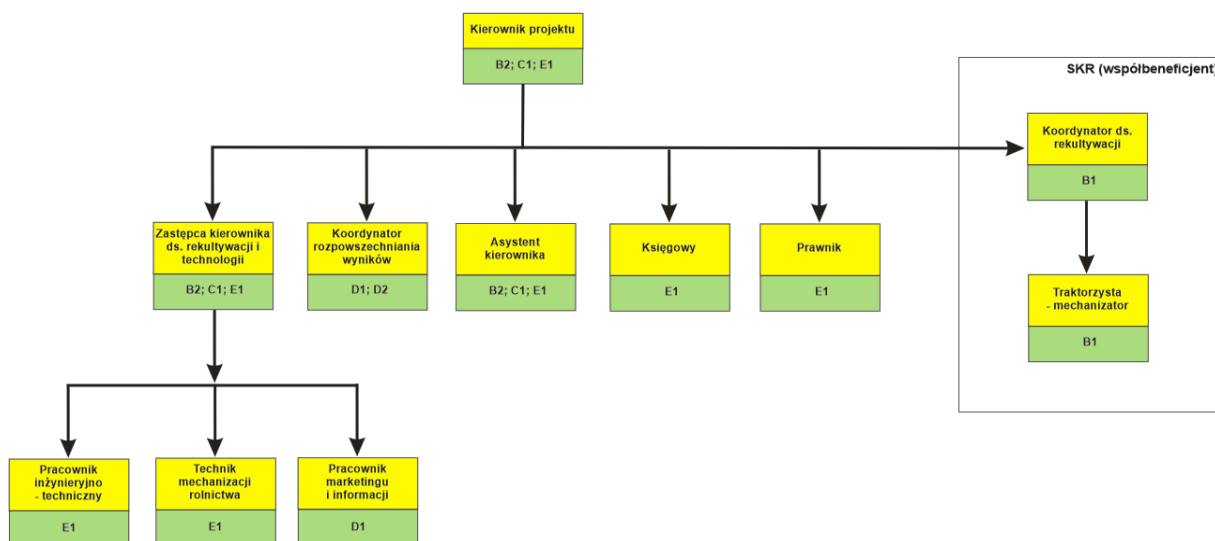 Kierownik projektu
B2; C1; E1
SKR (współbeneficjent)
Koordynator ds.
rekultywacji
B1
Zastępca kierownika
ds. rekultywacji i
technologii
B2; C1; E1
Koordynator
rozpowszechniania
wyników
D1; D2
Asystent
kierownika
B2; C1; E1
Księgowy
E1
Prawnik
E1
Traktorzysta
- mechanizator
B1
Pracownik
inżynieryjno
- techniczny
E1
Technik
mechanizacji
rolnictwa
E1
Pracownik
marketingu
i informacji
D1